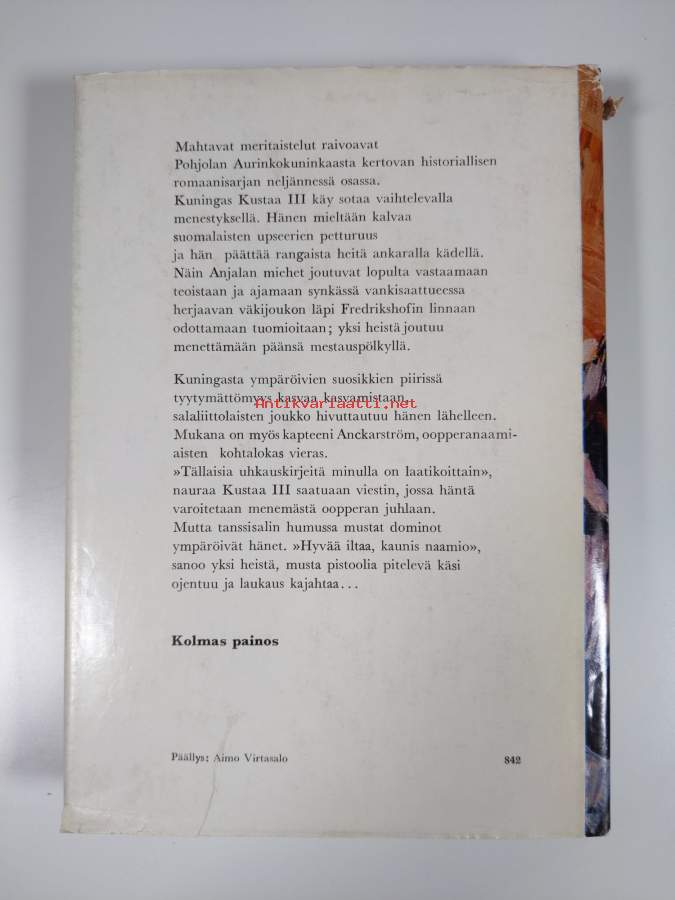 Mahtavat meritaistelut raivoavat
Pohjolan Aurinkokuninkaasta kertovan historiallisen
romaanisarjan neljännessä osassa.
Kuningas Kustaa III käy sotaa vaihtelevalla
menestyksellä. Hänen mieltään kalvaa
suomalaisten upseerien petturuus
ja hän päättää rangaista heitä ankaralla kädellä.
Näin Anjalan miehet joutuvat lopulta vastaamaan
teoistaan ja ajamaan synkässä vankisaattueessa
herjaavan väkijoukon läpi Fredrikshofin linnaan
odottamaan tuomioitaan; yksi heistä joutuu
menettämään päänsä mestauspölkyllä.
Kuningasta ympäröivien suosikkien piirissä
tyytymättömyys kasvaa kasvamistaan,
Antikvariaatti.net
salaliittolaisten joukko hivuttautuu hänen lähelleen.
Mukana on myös kapteeni Anckarström, oopperanaami-
aisten kohtalokas vieras.
»Tällaisia uhkauskirjeitä minulla on laatikoittain»,
nauraa Kustaa III saatuaan viestin, jossa häntä
varoitetaan menemästä oopperan juhlaan.
Mutta tanssisalin humussa mustat dominot
ympäröivät hänet. »Hyvää iltaa, kaunis naamio»,
sanoo yksi heistä, musta pistoolia pitelevä käsi
ojentuu ja laukaus kajahtaa...
Kolmas painos
Päällys: Aimo Virtasalo
842